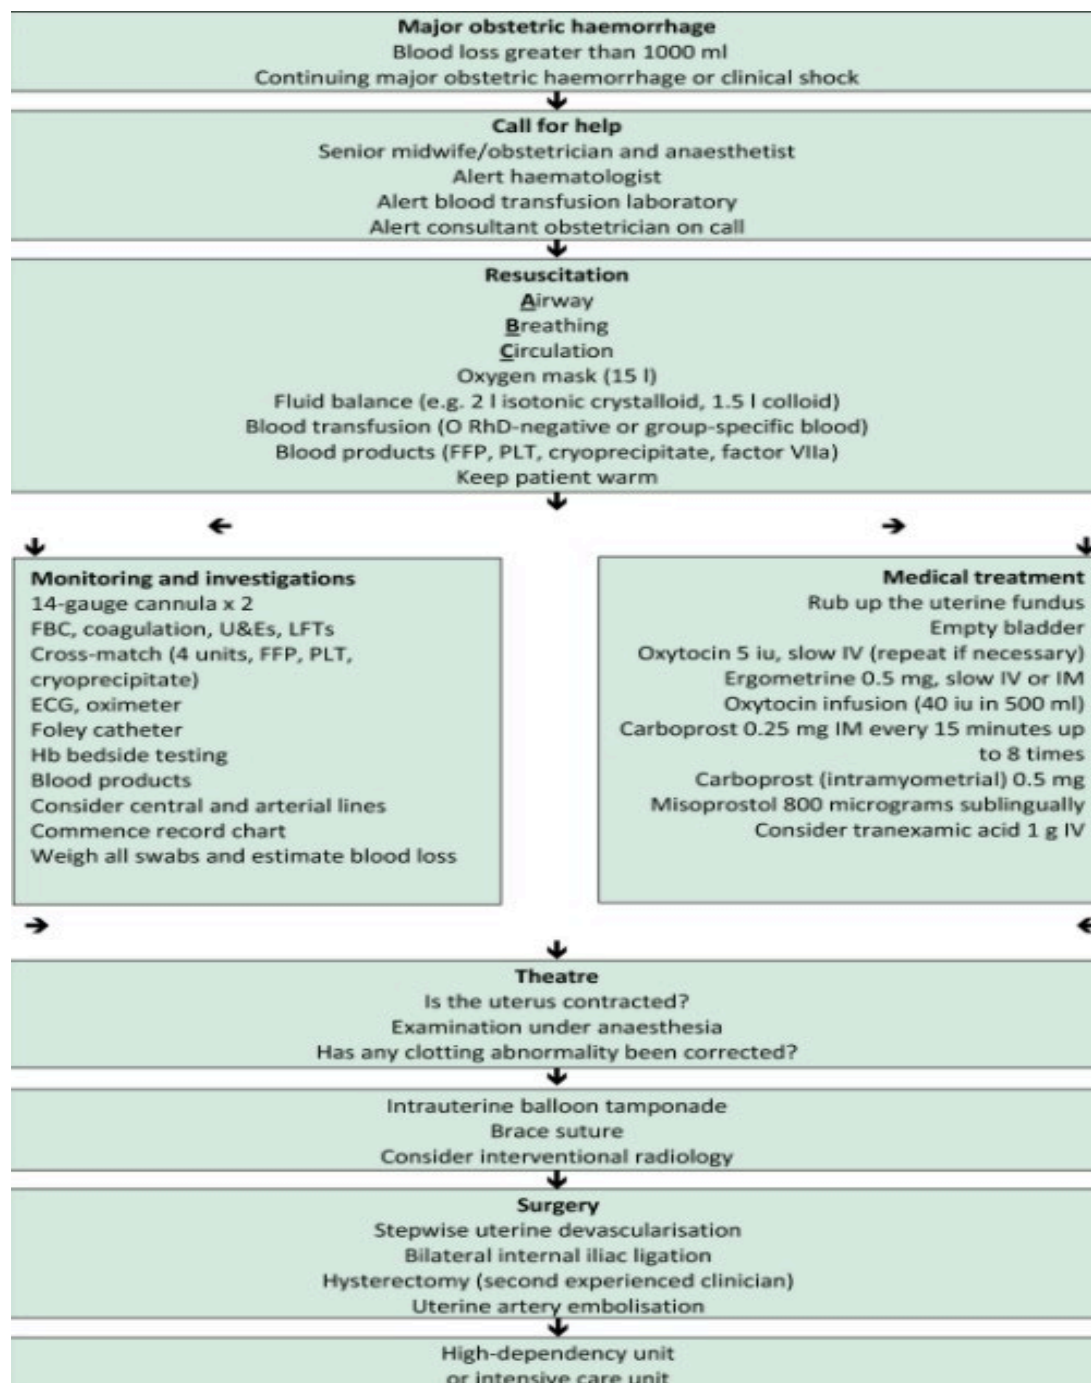 Major obstetric haemorrhage
Blood loss greater than 1000 ml
Continuing major obstetric haemorrhage or clinical shock
Call for help
Senior midwife/obstetrician and anaesthetist
Alert haematologist
Alert blood transfusion laboratory
Alert consultant obstetrician on call
Resuscitation
Airway
Breathing
Circulation
Oxygen mask (15 l)
Fluid balance (e.g. 2 l isotonic crystalloid, 1.5 l colloid)
Blood transfusion (O RhD-negative or group-specific blood)
Blood products (FFP, PLT, cryoprecipitate, factor VIIa)
Keep patient warm
Monitoring and investigations
14-gauge cannula x 2
FBC, coagulation, U&Es, LFTs
Cross-match (4 units, FFP, PLT,
cryoprecipitate)
ECG, oximeter
Foley catheter
Hb bedside testing
Blood products
Consider central and arterial lines
Commence record chart
Weigh all swabs and estimate blood loss
Medical treatment
Rub up the uterine fundus
Empty bladder
Oxytocin 5 iu, slow IV (repeat if necessary)
Ergometrine 0.5 mg, slow IV or IM
Oxytocin infusion (40 iu in 500 ml)
Carboprost 0.25 mg IM every 15 minutes up
to 8 times
Carboprost (intramyometrial) 0.5 mg
Misoprostol 800 micrograms sublingually
Consider tranexamic acid 1 g IV
Theatre
Is the uterus contracted?
Examination under anaesthesia
Has any clotting abnormality been corrected?
Intrauterine balloon tamponade
Brace suture
Consider interventional radiology
Surgery
Stepwise uterine devascularisation
Bilateral internal iliac ligation
Hysterectomy (second experienced clinician)
Uterine artery embolisation
High-dependency unit
or intensive care unit